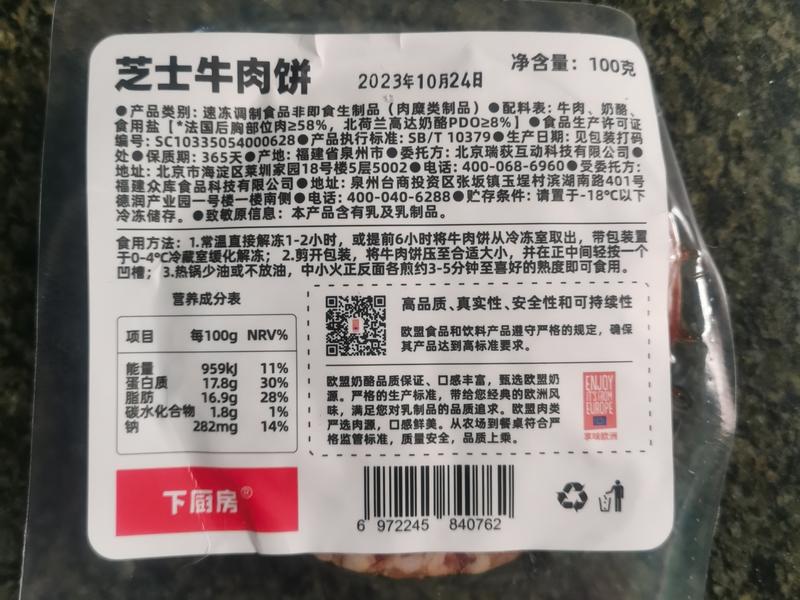 芝士牛肉饼
2023年10月24日
净含量：100克
●产品类别：速冻调制食品非即食生制品（肉糜类制品）●配料表：牛肉、奶酪、
食用盐【*法国后胸部位肉≥58%，北荷兰高达奶酪PDO≥8%】●食品生产许可证
编号：SC10335054000628●产品执行标准：SB/T 10379●生产日期：见包装打码
处●保质期：365天●产地：福建省泉州市●委托方：北京瑞荻互动科技有限公司●
地址：北京市海淀区莱圳家园18号楼5层5002●电话：400-068-6960●受委托方：
福建众库食品科技有限公司●地址：泉州台商投资区张坂镇玉埕村滨湖南路401号
德润产业园一号楼一楼南侧●电话：400-040-6288●贮存条件：请置于-18℃以下
冷冻储存。●致敏原信息：本产品含有乳及乳制品。
食用方法：1.常温直接解冻1-2小时，或提前6小时将牛肉饼从冷冻室取出，带包装置
于0-4℃冷藏室缓化解冻；2.剪开包装，将牛肉饼压至合适大小，并在正中间轻按一个
凹槽；3.热锅少油或不放油，中小火正反面各煎约3-5分钟至喜好的熟度即可食用。
营养成分表
项目 每100g NRV%
能量 959kJ 11%
蛋白质 17.8g 30%
脂肪 16.9g 28%
碳水化合物 1.8g 1%
钠 282mg 14%
高品质、真实性、安全性和可持续性
欧盟食品和饮料产品遵守严格的规定，确保
其产品达到高标准要求。
欧盟奶酪品质保证、口感丰富，甄选欧盟奶
源。严格的生产标准，带给您经典的欧洲风
味，满足您对乳制品的品质追求。欧盟肉类
严选肉源，口感鲜美。从农场到餐桌符合严
格监管标准，质量安全，品质上乘。
ENJOY
IT'S FROM
EUROPE
享味欧洲
下厨房®
6 972245 840762